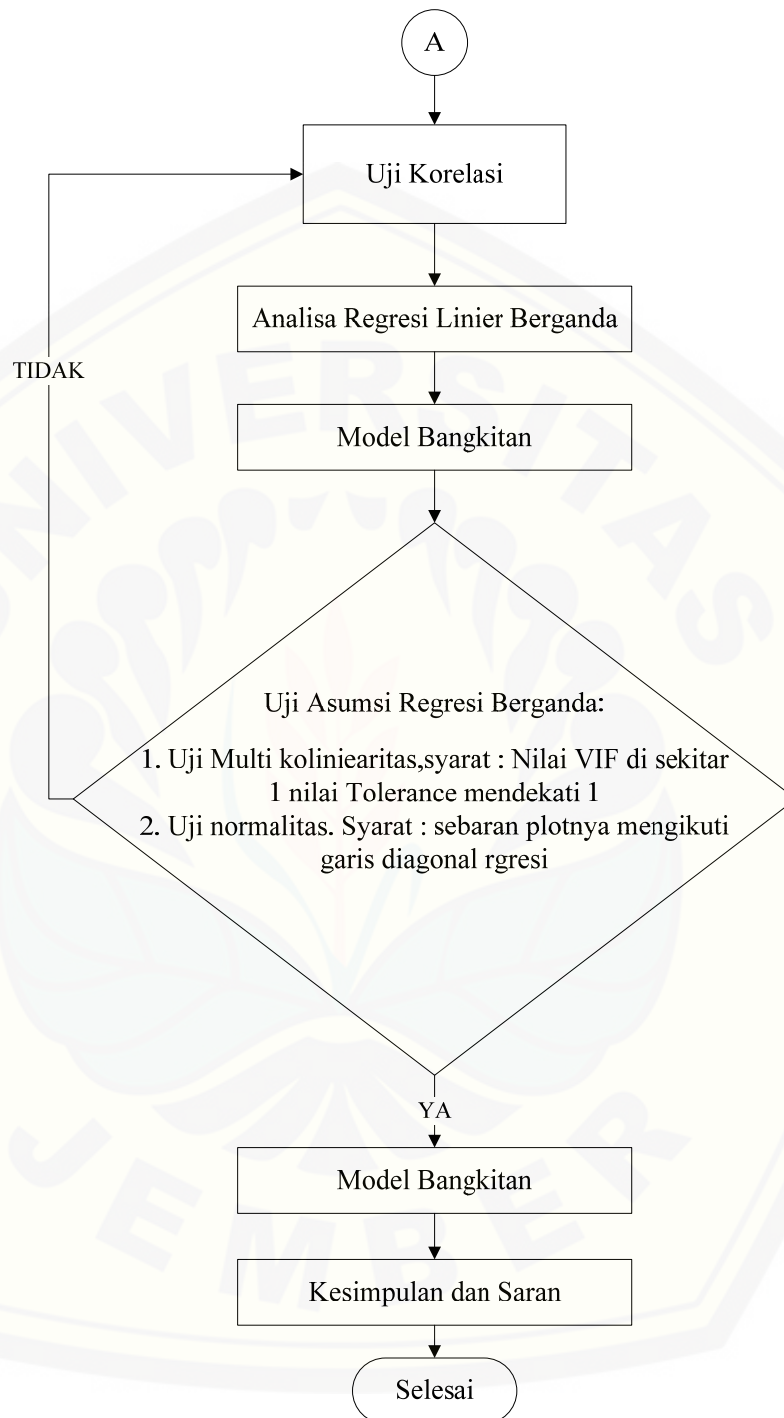 A
Uji Korelasi
Analisa Regresi Linier Berganda
TIDAK
Model Bangkitan
Uji Asumsi Regresi Berganda:
1. Uji Multi koliniearitas,syarat : Nilai VIF di sekitar
1 nilai Tolerance mendekati 1
2. Uji normalitas. Syarat : sebaran plotnya mengikuti
garis diagonal rgresi
YA
Model Bangkitan
Kesimpulan dan Saran
Selesai
UNIVERSITAS
JEMBER